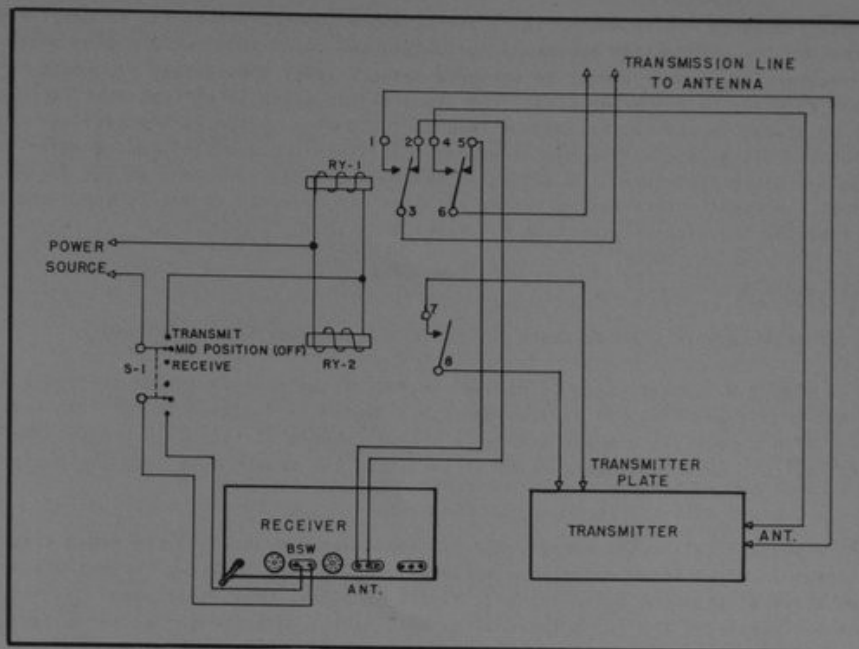 TRANSMISSION LINE
TO ANTENNA
1
2
4
5
RY-1
3
6
POWER
SOURCE
7
TRANSMIT
MID POSITION (OFF)
RECEIVE
S-1
RY-2
8
TRANSMITTER
PLATE
RECEIVER
BSW
ANT.
TRANSMITTER
ANT.